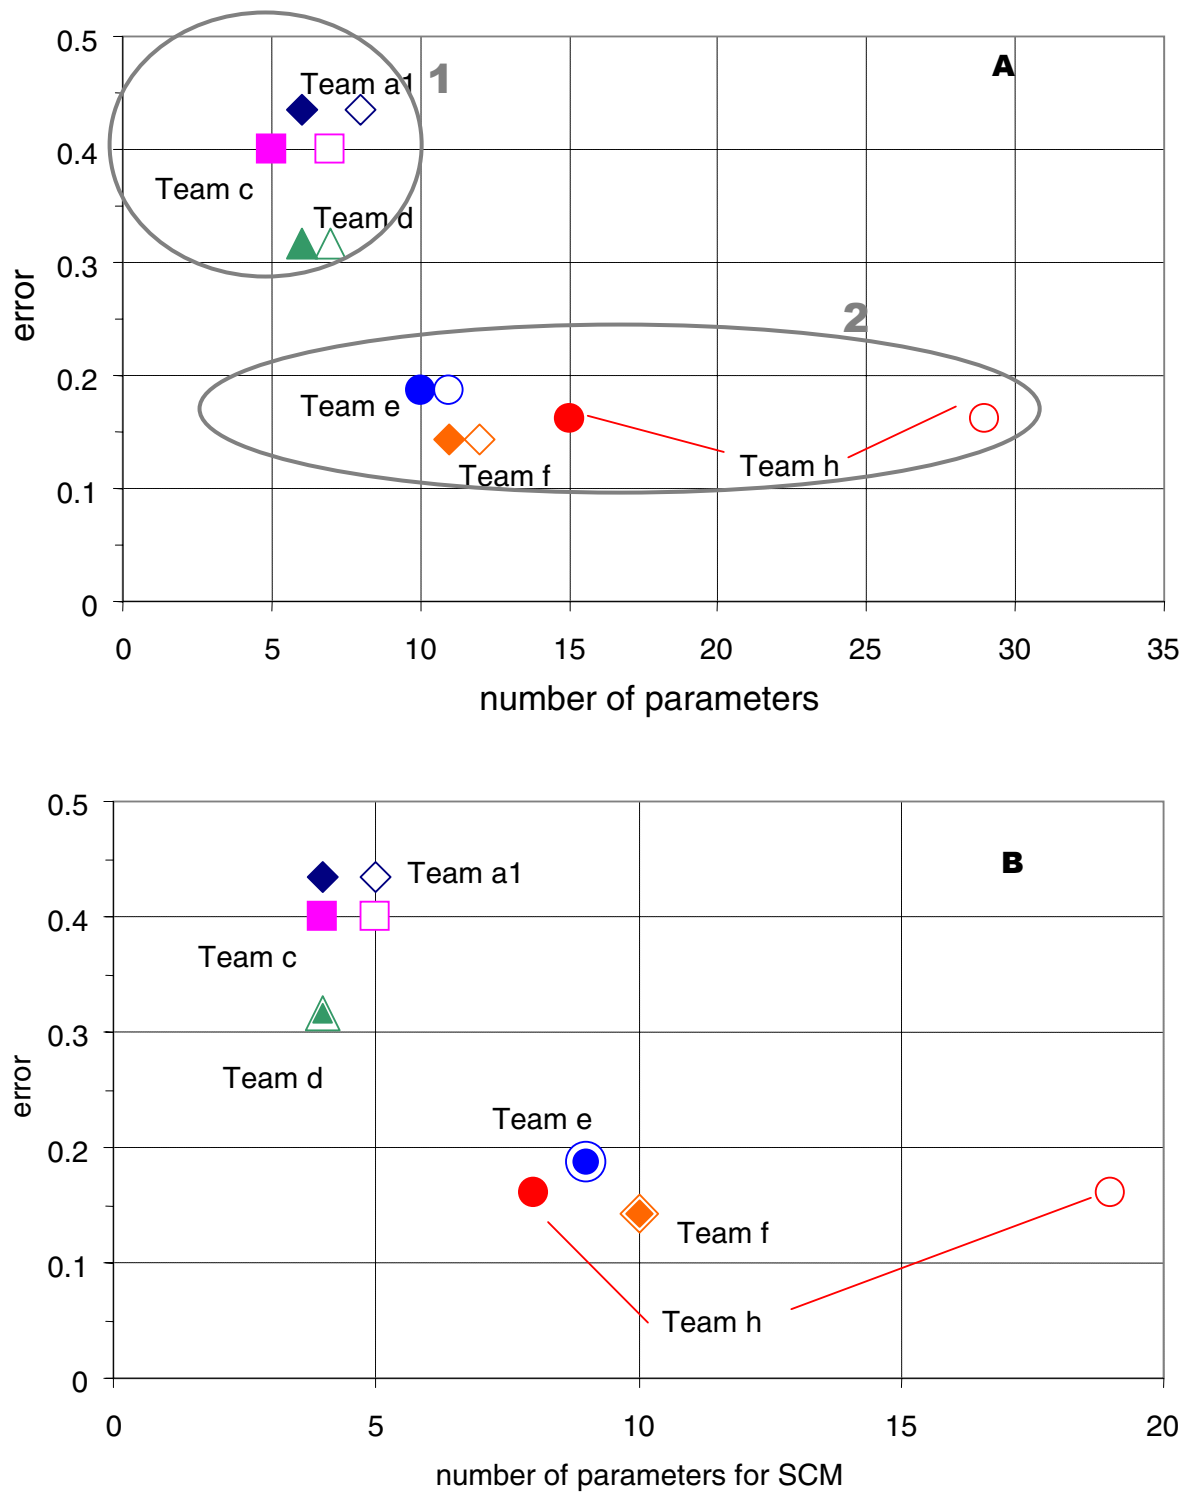 0.5
A
Team a1
1
0.4
Team c
Team d
0.3
error
2
0.2
Team e
Team h
Team f
0.1
0
0 5 10 15 20 25 30 35
number of parameters
0.5
B
Team a1
0.4
Team c
0.3
Team d
error
Team e
0.2
Team f
0.1
Team h
0
0 5 10 15 20
number of parameters for SCM